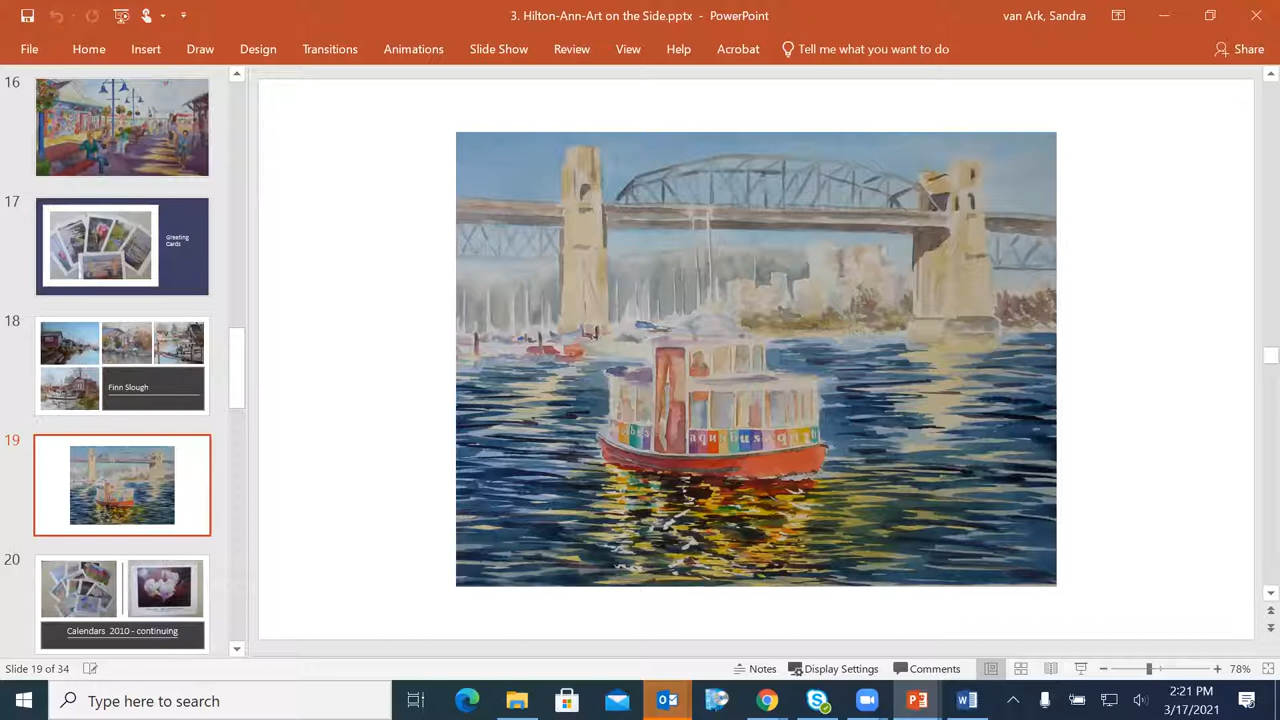 3. Hilton-Ann-Art on the Side.pptx - PowerPoint
van Ark, Sandra
File Home Insert Draw Design Transitions Animations Slide Show Review View Help Acrobat Tell me what you want to do Share
16
17
Greeting
Cards
18
Finn Slough
19
aquabus
20
Calendars 2010 - continuing
Slide 19 of 34
Notes Display Settings Comments 78%
Type here to search
2:21 PM
3/17/2021